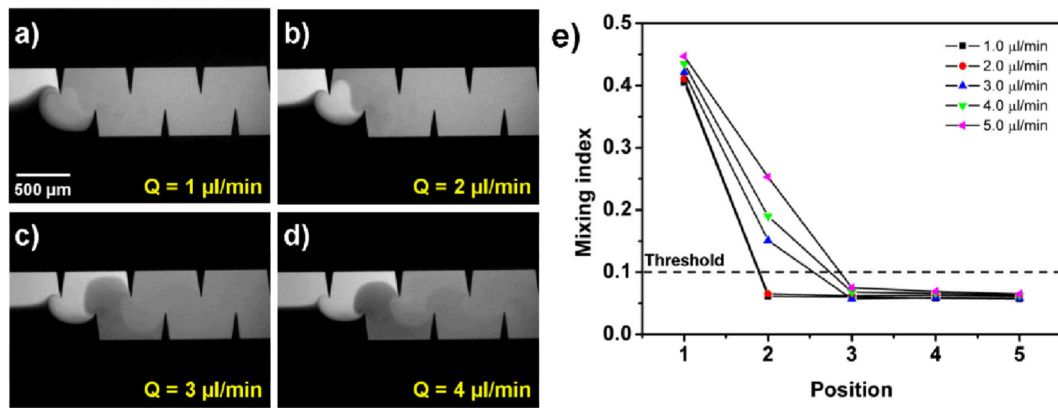 a)
b)
500 µm
Q = 1 µl/min
Q = 2 µl/min
c)
d)
Q = 3 µl/min
Q = 4 µl/min
e)
0.5
0.4
0.3
0.2
0.1
0.0
Mixing index
Threshold
1.0 µl/min
2.0 µl/min
3.0 µl/min
4.0 µl/min
5.0 µl/min
1 2 3 4 5
Position